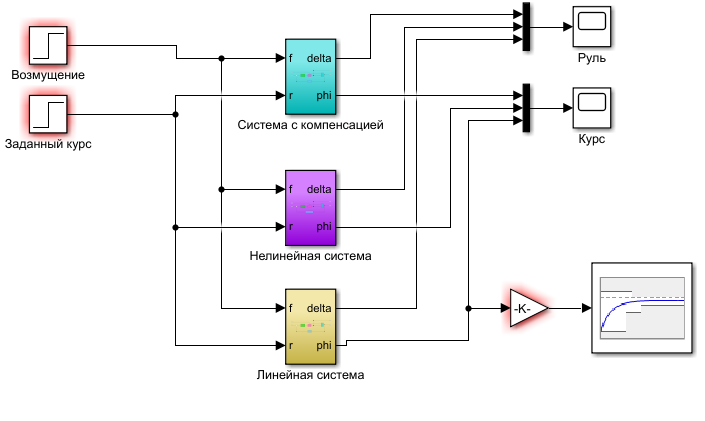 Возмущение
Заданный курс
f delta
r phi
Система с компенсацией
f delta
r phi
Нелинейная система
f delta
r phi
Линейная система
Руль
Курс
-K-